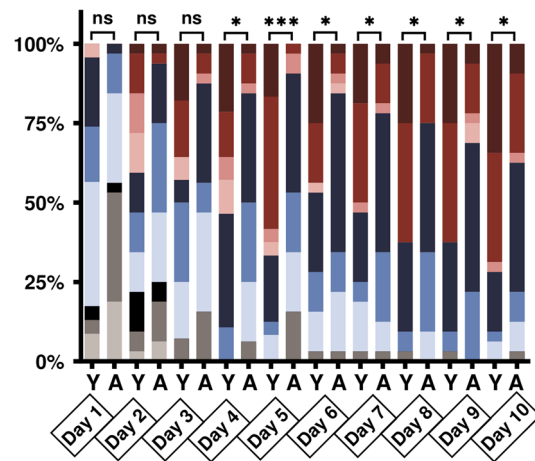 ns ns ns * *** * * * * *
100%
75%
50%
25%
0%
Y A Y A Y A Y A Y A Y A Y A Y A Y A Y A
Day 1 Day 2 Day 3 Day 4 Day 5 Day 6 Day 7 Day 8 Day 9 Day 10